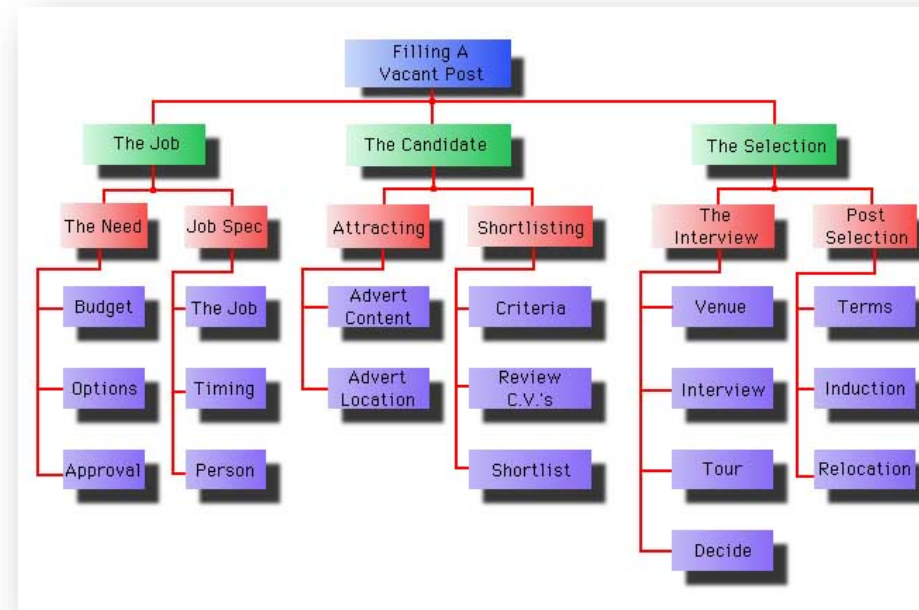 Filling A
Vacant Post
The Job
The Candidate
The Selection
The Need
Job Spec
Attracting
Shortlisting
The
Interview
Post
Selection
Budget
The Job
Advert
Content
Criteria
Venue
Terms
Options
Timing
Advert
Location
Review
C.V.'s
Interview
Induction
Approval
Person
Shortlist
Tour
Relocation
Decide